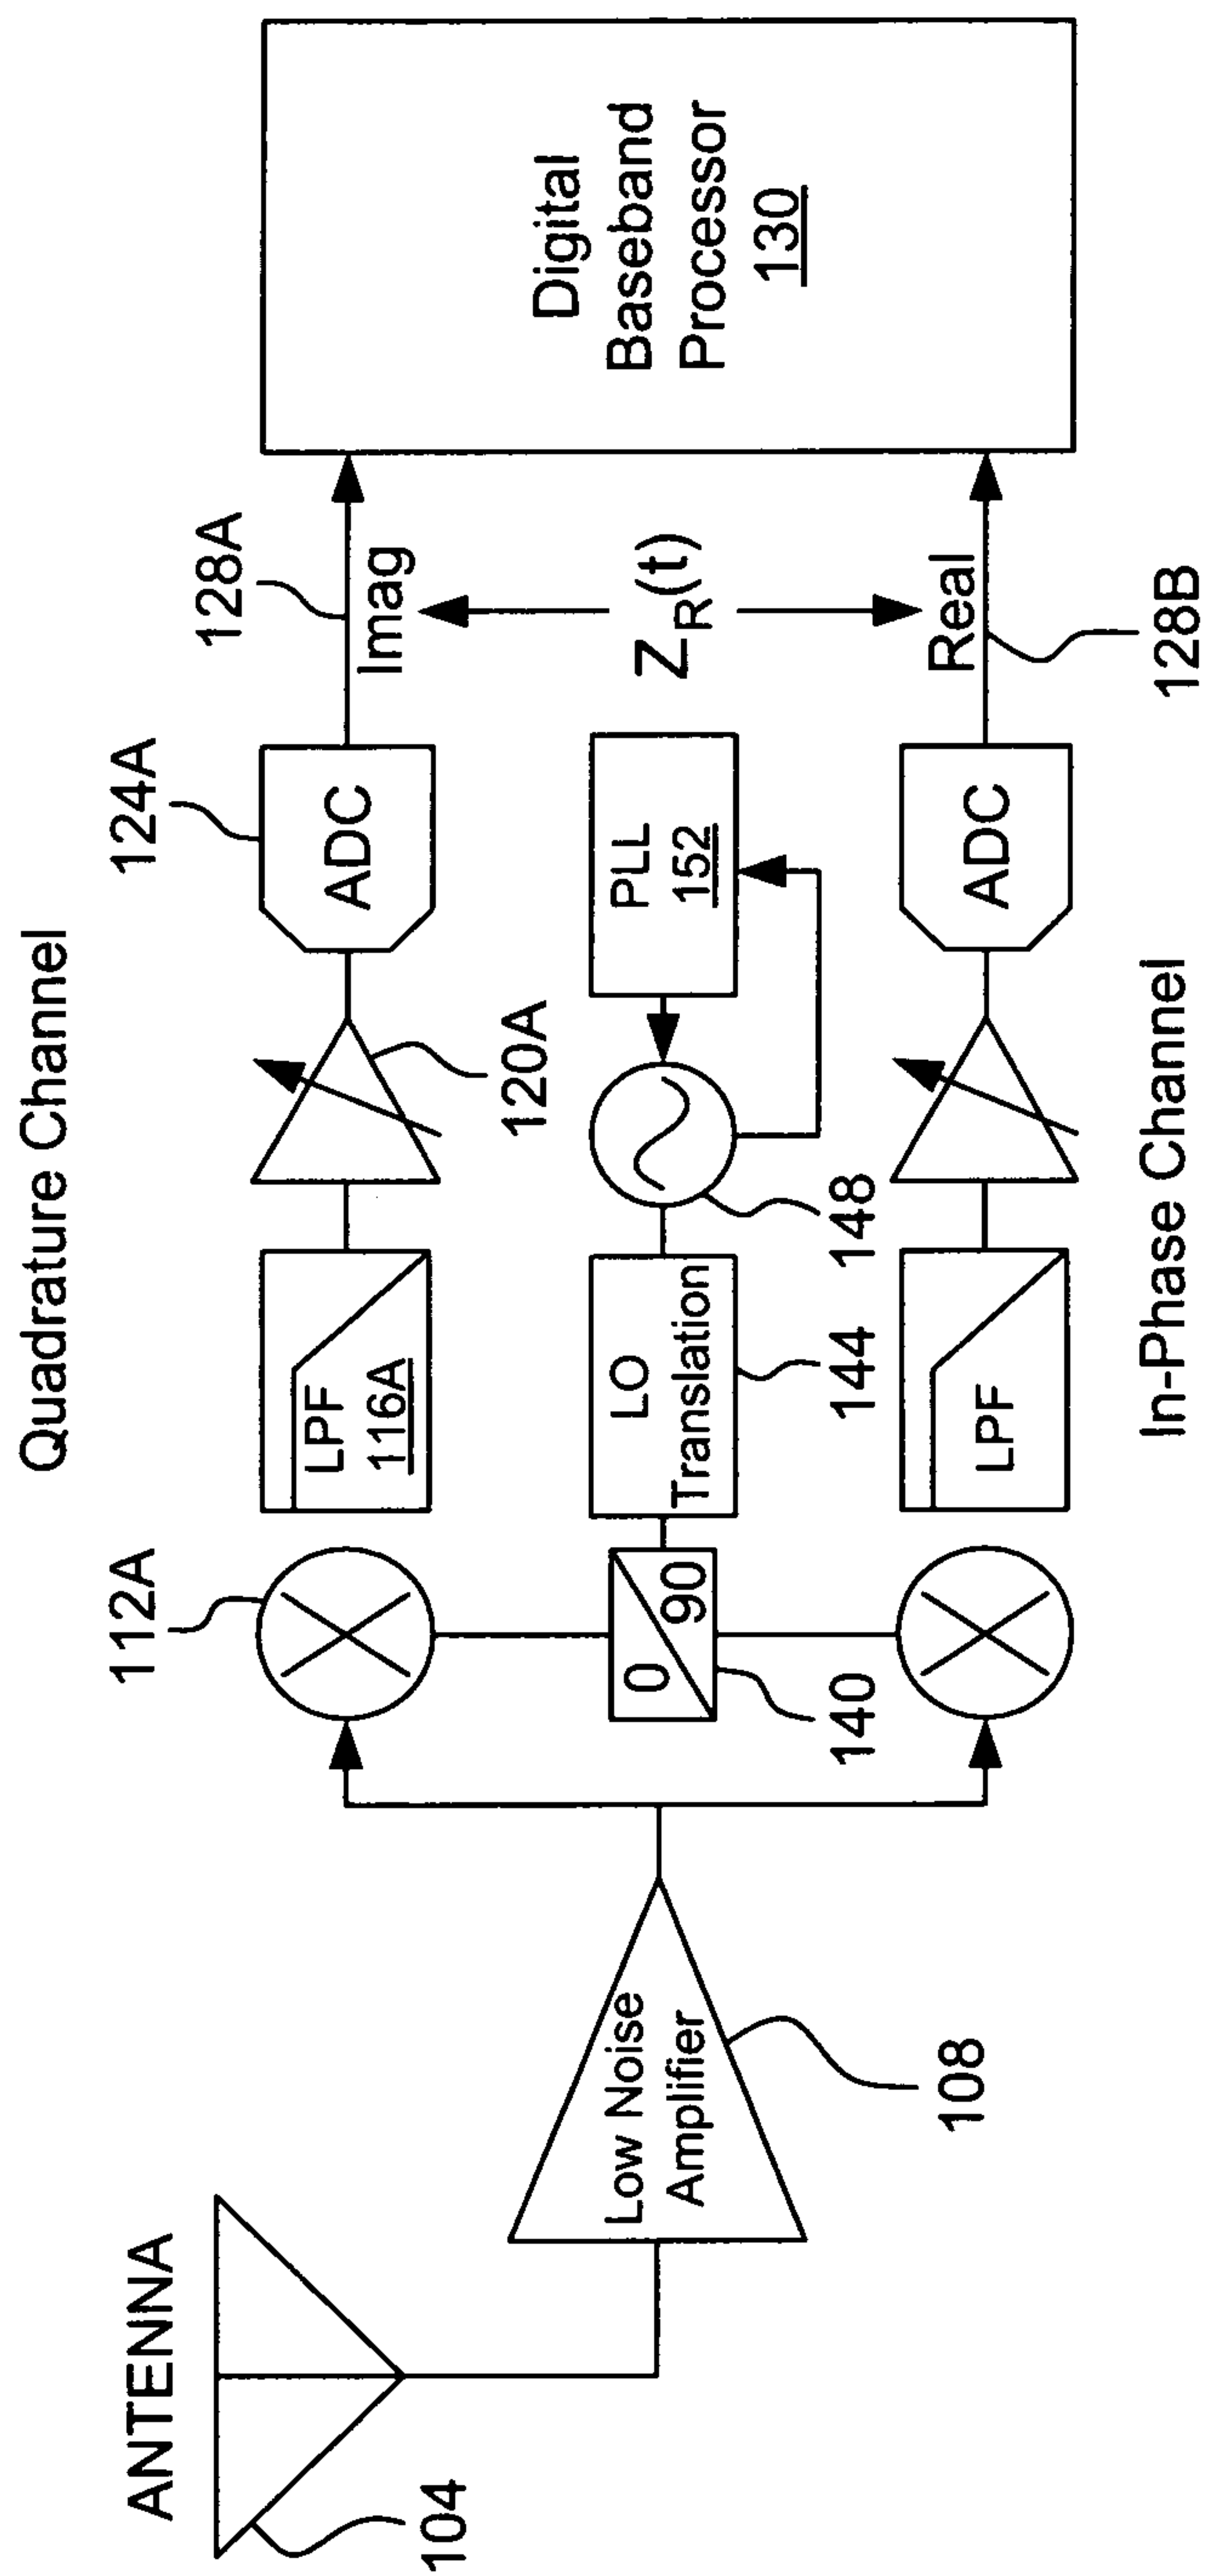 Quadrature Channel
ANTENNA
104
Low Noise
Amplifier
108
112A
LPF
116A
120A
124A
ADC
128A
Imag
0
90
140
LO
Translation
144
148
PLL
152
Z_R(t)
Real
128B
LPF
ADC
In-Phase Channel
Digital
Baseband
Processor
130